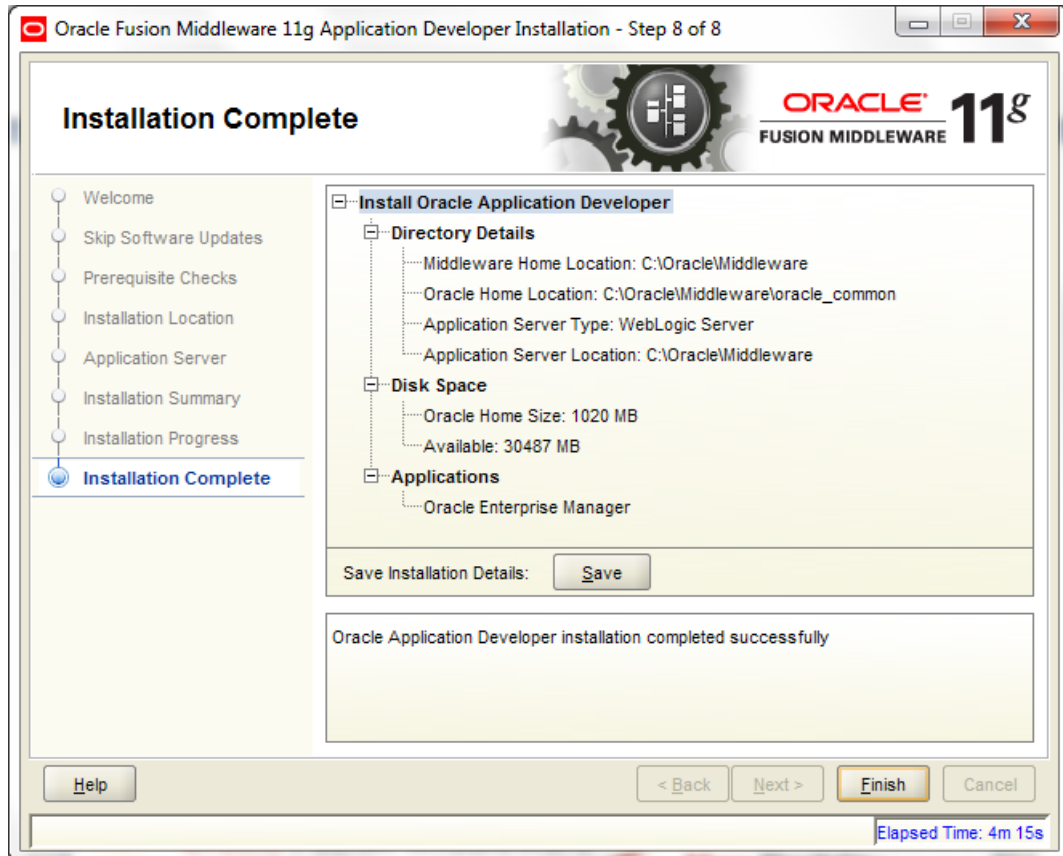 Oracle Fusion Middleware 11g Application Developer Installation - Step 8 of 8
Installation Complete
ORACLE
FUSION MIDDLEWARE
11g
Welcome
Skip Software Updates
Prerequisite Checks
Installation Location
Application Server
Installation Summary
Installation Progress
Installation Complete
Install Oracle Application Developer
Directory Details
Middleware Home Location: C:\Oracle\Middleware
Oracle Home Location: C:\Oracle\Middleware\oracle_common
Application Server Type: WebLogic Server
Application Server Location: C:\Oracle\Middleware
Disk Space
Oracle Home Size: 1020 MB
Available: 30487 MB
Applications
Oracle Enterprise Manager
Save Installation Details: Save
Oracle Application Developer installation completed successfully
Help < Back Next > Finish Cancel
Elapsed Time: 4m 15s